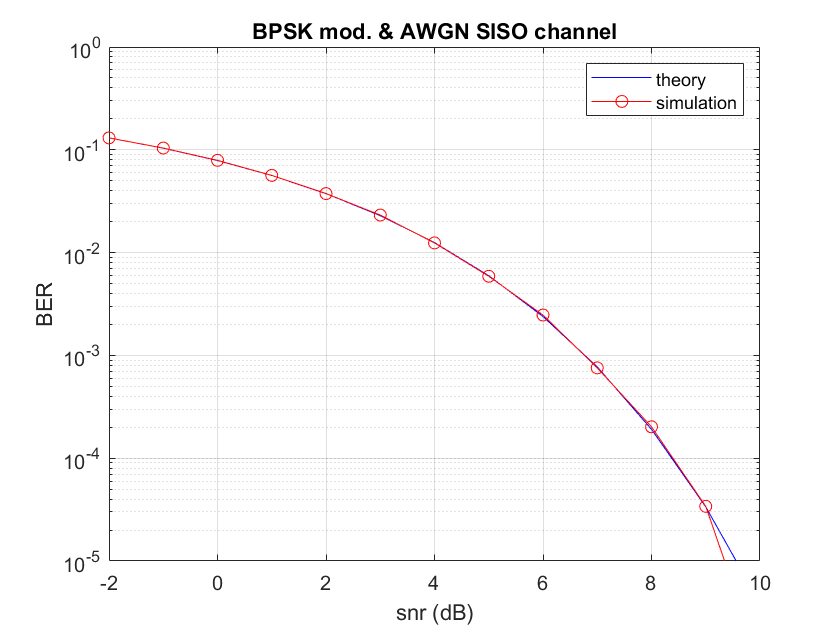 BPSK mod. & AWGN SISO channel
10^0
theory
simulation
10^-1
10^-2
BER
10^-3
10^-4
10^-5
-2 0 2 4 6 8 10
snr (dB)